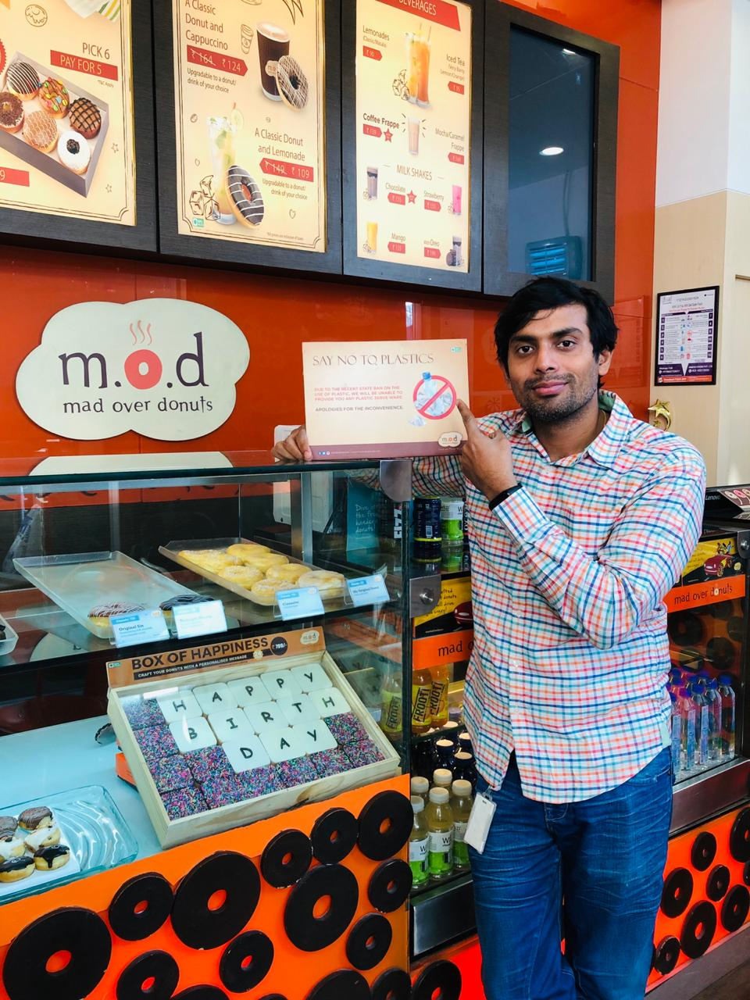 PICK 6
PAY FOR 5
*T&C Apply
A Classic
Donut and
Cappuccino
₹ 164 ₹ 124
Upgradable to a donut/
drink of your choice
A Classic Donut
and Lemonade
₹ 149 ₹ 109
Upgradable to a donut/
drink of your choice
BEVERAGES
Lemonades
Iced Tea
Coffee Frappe
Mocha/Caramel
Frappe
MILK SHAKES
Chocolate
Strawberry
Mango
Oreo
m.o.d
mad over donuts
SAY NO TO PLASTICS
DUE TO THE RECENT STATE BAN ON THE
USE OF PLASTIC, WE WILL BE UNABLE TO
PROVIDE YOU ANY PLASTIC SERVE WARE.
APOLOGIES FOR THE INCONVENIENCE.
m.o.d
Lenovo
mad over donuts
mad o
FROOTI
FROOTI
Original Sin
BOX OF HAPPINESS
₹ 799/-
m.o.d
CRAFT YOUR DONUTS WITH A PERSONALISED MESSAGE
HAPPY
BIRTH
DAY